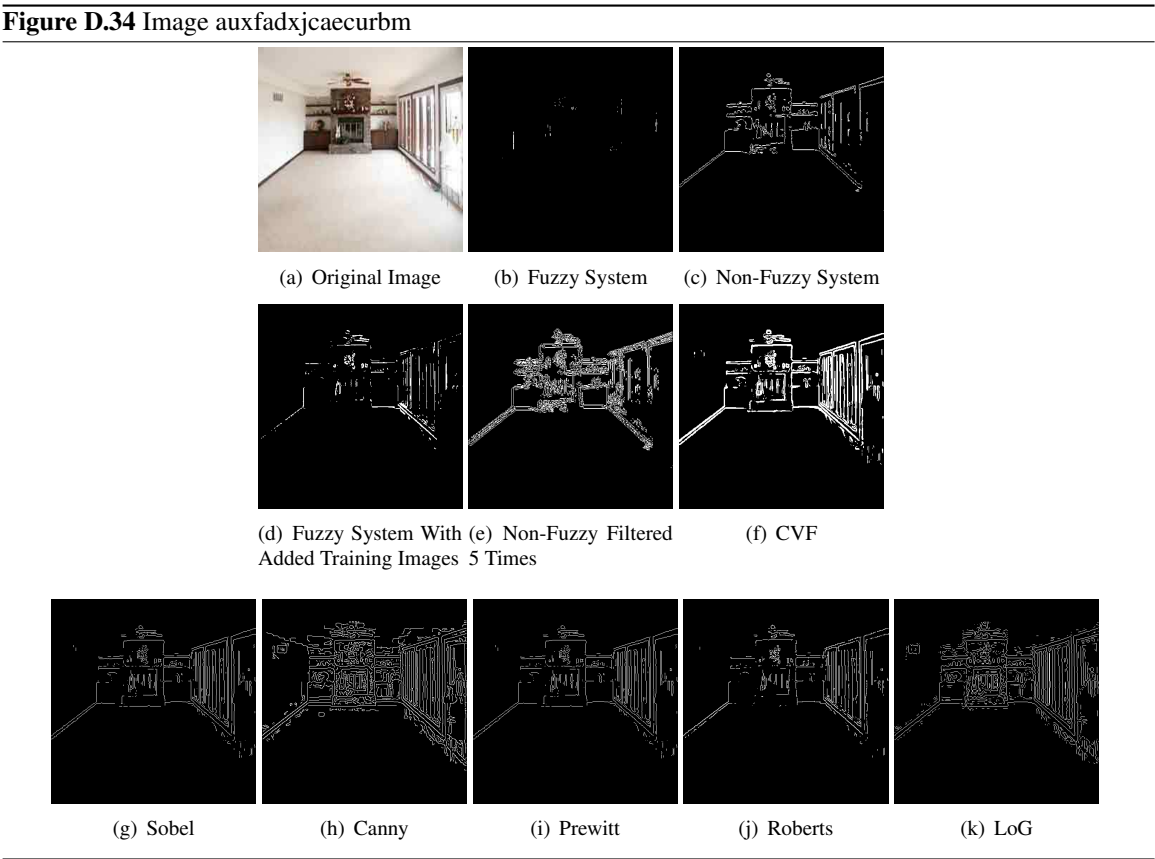 Figure D.34 Image auxfadxjcaecurbm
(a) Original Image
(b) Fuzzy System
(c) Non-Fuzzy System
(d) Fuzzy System With
Added Training Images
(e) Non-Fuzzy Filtered
5 Times
(f) CVF
(g) Sobel
(h) Canny
(i) Prewitt
(j) Roberts
(k) LoG